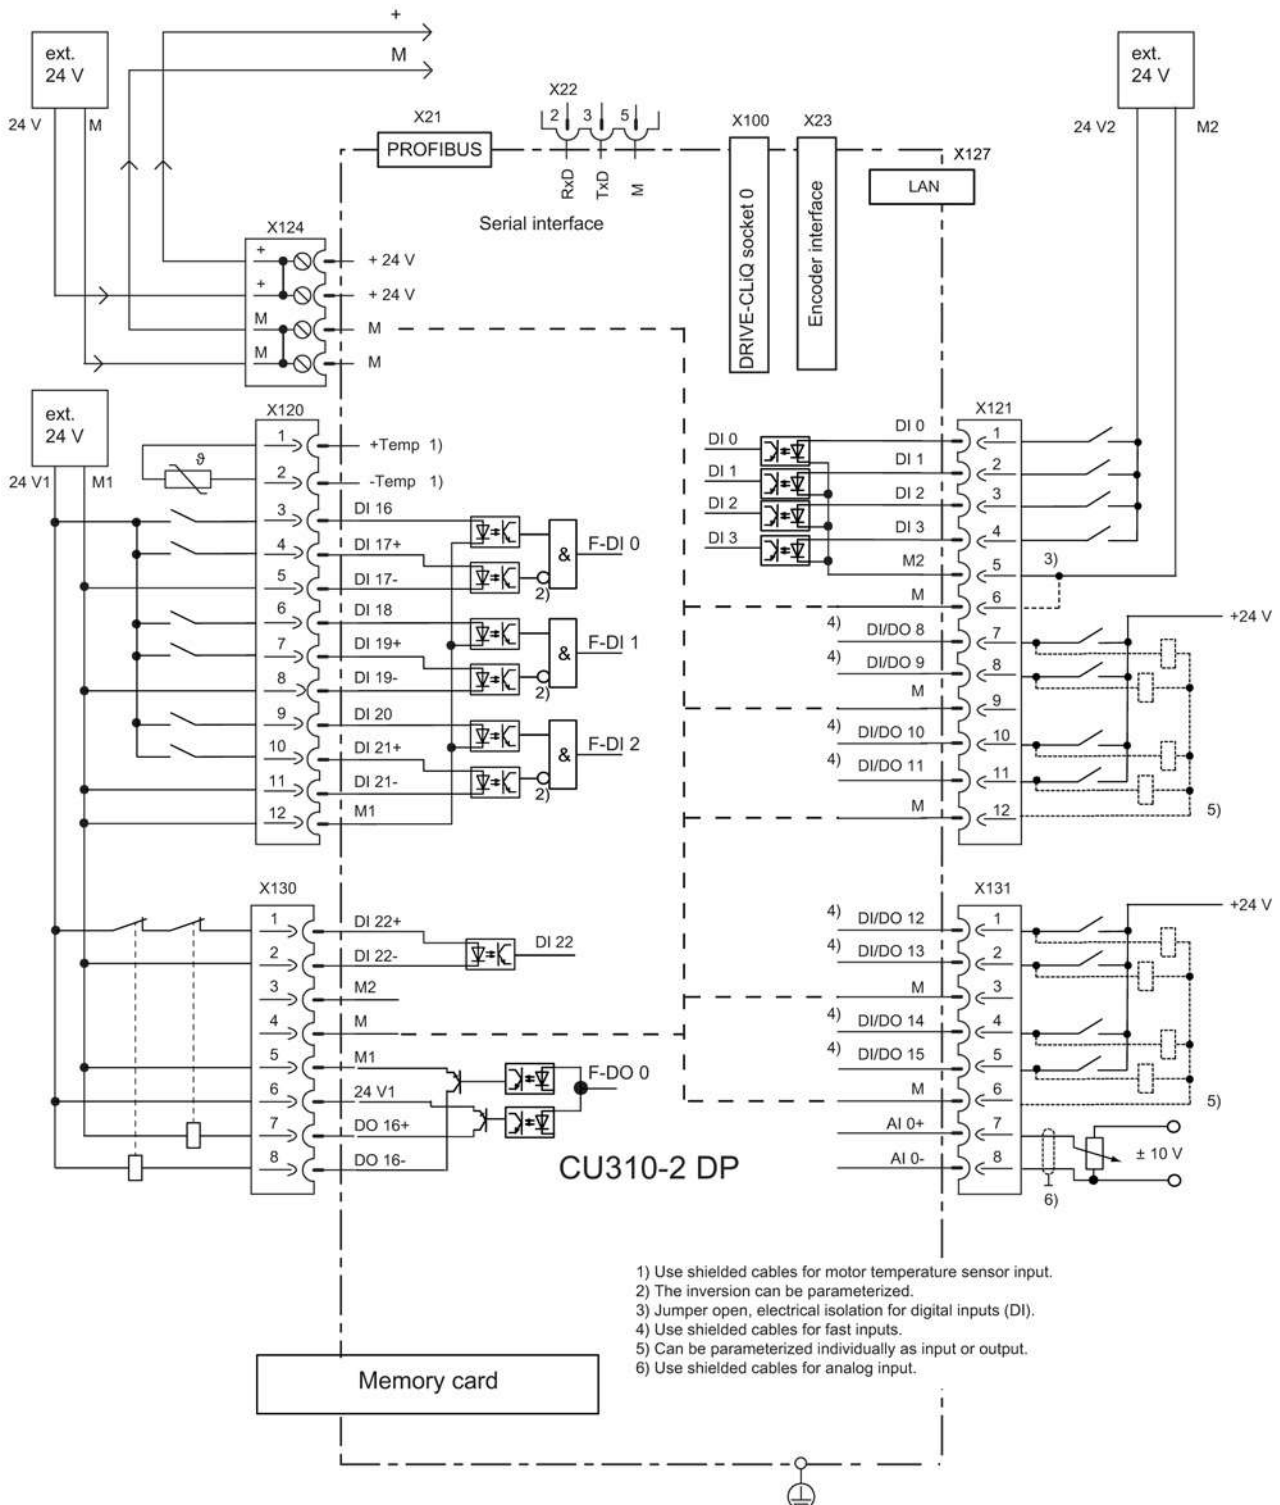 +
M
ext.
24 V
24 V
M
X21
PROFIBUS
X22
2 3 5
RxD
TxD
M
Serial interface
X100
DRIVE-CLiQ socket 0
X23
Encoder interface
X127
LAN
ext.
24 V
24 V2
M2
X124
+
+ 24 V
+
+ 24 V
M
M
M
M
ext.
24 V
24 V1
M1
X120
1
+Temp 1)
ϑ
2
-Temp 1)
3
DI 16
4
DI 17+
5
DI 17-
6
DI 18
7
DI 19+
8
DI 19-
9
DI 20
10
DI 21+
11
DI 21-
12
M1
&
F-DI 0
2)
&
F-DI 1
2)
&
F-DI 2
2)
X121
DI 0
DI 0
1
DI 1
DI 1
2
DI 2
DI 2
3
DI 3
DI 3
4
M2
5
3)
M
6
+24 V
4)
DI/DO 8
7
4)
DI/DO 9
8
M
9
4)
DI/DO 10
10
4)
DI/DO 11
11
M
12
5)
X130
1
DI 22+
DI 22
2
DI 22-
3
M2
4
M
5
M1
F-DO 0
6
24 V1
7
DO 16+
8
DO 16-
X131
+24 V
4)
DI/DO 12
1
4)
DI/DO 13
2
M
3
4)
DI/DO 14
4
4)
DI/DO 15
5
M
6
5)
AI 0+
7
± 10 V
AI 0-
8
6)
CU310-2 DP
1) Use shielded cables for motor temperature sensor input.
2) The inversion can be parameterized.
3) Jumper open, electrical isolation for digital inputs (DI).
4) Use shielded cables for fast inputs.
5) Can be parameterized individually as input or output.
6) Use shielded cables for analog input.
Memory card